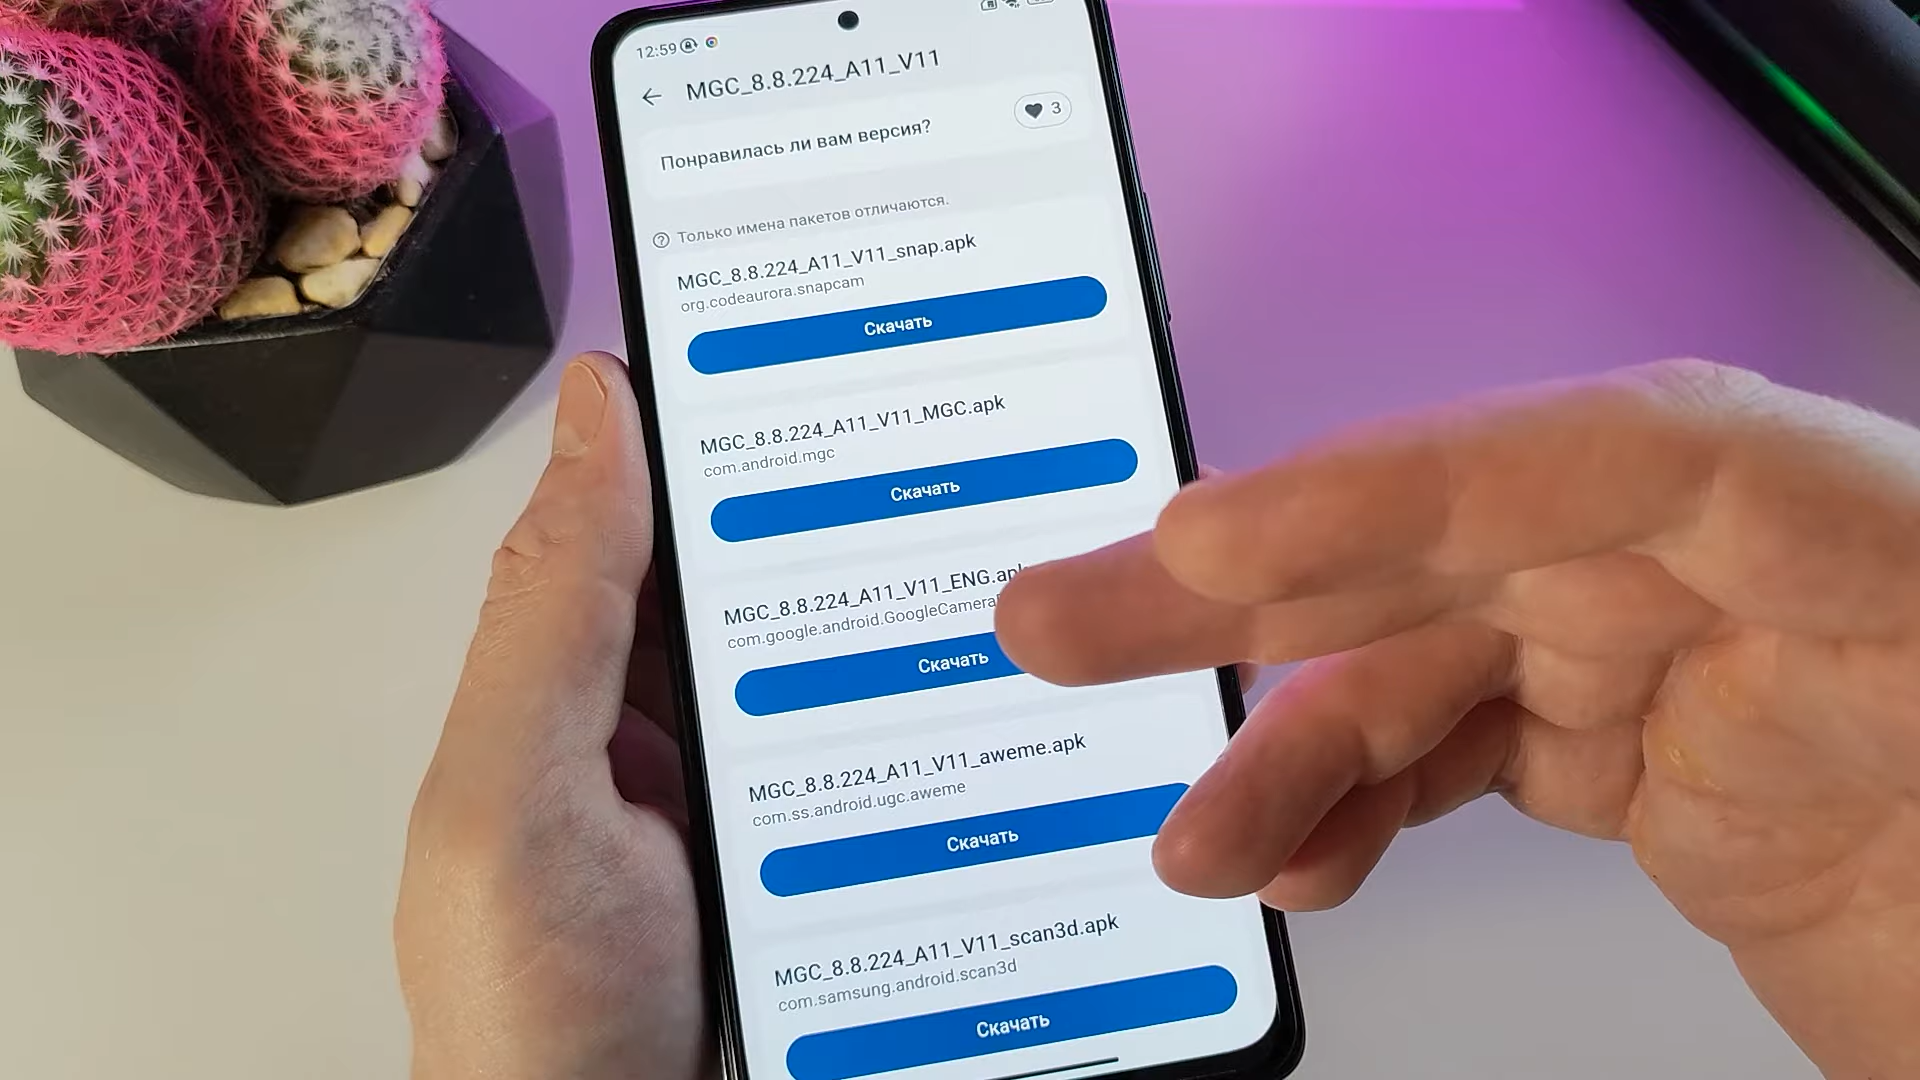 12:59
MGC_8.8.224_A11_V11
Понравилась ли вам версия?
3
Только имена пакетов отличаются.
MGC_8.8.224_A11_V11_snap.apk
org.codeaurora.snapcam
Скачать
MGC_8.8.224_A11_V11_MGC.apk
com.android.mgc
Скачать
MGC_8.8.224_A11_V11_ENG.apk
com.google.android.GoogleCamera
Скачать
MGC_8.8.224_A11_V11_aweme.apk
com.ss.android.ugc.aweme
Скачать
MGC_8.8.224_A11_V11_scan3d.apk
com.samsung.android.scan3d
Скачать